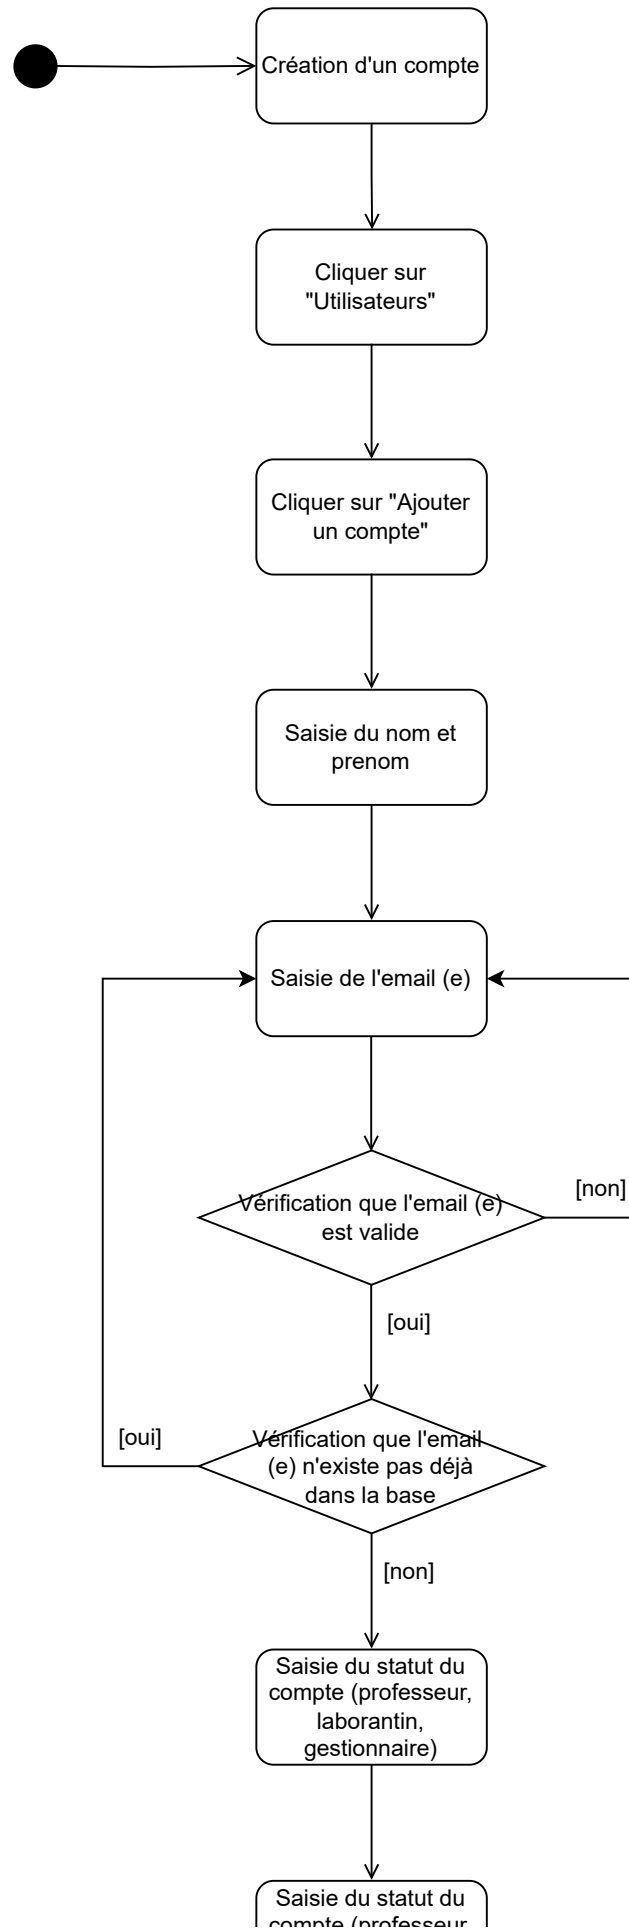 Création d'un compte
Cliquer sur
"Utilisateurs"
Cliquer sur "Ajouter
un compte"
Saisie du nom et
prenom
Saisie de l'email (e)
Vérification que l'email (e)
est valide
[non]
[oui]
Vérification que l'email
(e) n'existe pas déjà
dans la base
[oui]
[non]
Saisie du statut du
compte (professeur,
laborantin,
gestionnaire)
Saisie du statut du
compte (professeur